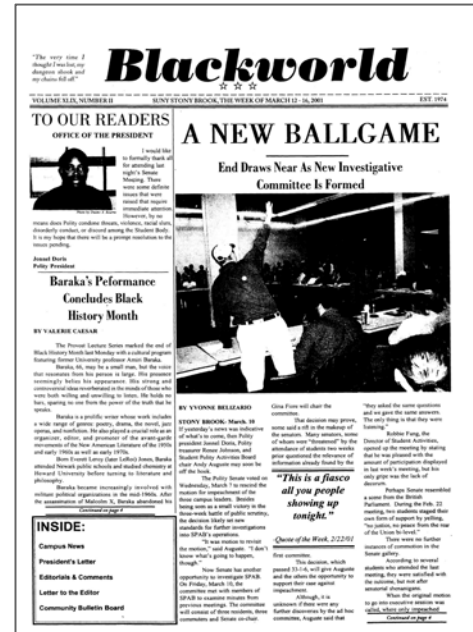 "The very time I
thought I was lost, my
dungeon shook and
my chains fell off."
Blackworld
☆ ☆ ☆
VOLUME XLIX, NUMBER II
SUNY STONY BROOK, THE WEEK OF MARCH 12 - 16, 2001
EST. 1974
TO OUR READERS
OFFICE OF THE PRESIDENT
I would like
to formally thank all
for attending last
night's Senate
Meeting. There
were some definite
issues that were
raised that require
immediate attention.
However, by no
means does Polity condone threats, violence, racial slurs,
disorderly conduct, or discord among the Student Body.
It is my hope that there will be a prompt resolution to the
issues pending.
Jennel Doris
Polity President
Baraka's Peformance
Concludes Black
History Month
BY VALERIE CAESAR
The Provost Lecture Series marked the end of
Black History Month last Monday with a cultural program
featuring former University professor Amiri Baraka.
Baraka, 66, may be a small man, but the voice
that resonates from his person is large. His presence
seemingly belies his appearance. His strong and
controversial ideas reverberated in the minds of those who
were both willing and unwilling to listen. He holds no
bars, sparing no one from the power of the truth that he
speaks.
Baraka is a prolific writer whose work includes
a wide range of genres: poetry, drama, the novel, jazz
operas, and nonfiction. He also played a crucial role as an
organizer, editor, and promoter of the avant-garde
movements of the New American Literature of the 1950s
and early 1960s as well as early 1970s.
Born Everett Leroy (later LeRoi) Jones, Baraka
attended Newark public schools and studied chemistry at
Howard University before turning to literature and
philosophy.
Baraka became increasingly involved with
militant political organizations in the mid-1960s. After
the assassination of Malcolm X, Baraka abandoned his
Continued on page 4
INSIDE:
Campus News
President's Letter
Editorials & Comments
Letter to the Editor
Community Bulletin Board
A NEW BALLGAME
End Draws Near As New Investigative
Committee Is Formed
BY YVONNE BELIZARIO
STONY BROOK- March. 10
If yesterday's news was indicative
of what's to come, then Polity
president Jennel Doris, Polity
treasurer Renee Johnson, and
Student Polity Activities Board
chair Andy Auguste may soon be
off the hook.
The Polity Senate voted on
Wednesday, March 7 to rescind the
motion for the impeachment of the
three campus leaders. Besides
being seen as a small victory in the
three-week battle of public scrutiny,
the decision likely set new
standards for further investigations
into SPAB's operations.
"It was motion to revisit
the motion," said Auguste. "I don't
know what's going to happen,
though."
Now Senate has another
opportunity to investigate SPAB.
On Friday, March 10, the
committee met with members of
SPAB to examine minutes from
previous meetings. The committee
will consist of three residents, three
commuters and Senate co-chair
Gina Fiore will chair the
committee.
That decision may prove,
some said a rift in the makeup of
the senators. Many senators, some
whom were "threatened" by the
attendance of students two weeks
prior questioned the relevance of
information already found by the
"This is a fiasco
all you people
showing up
tonight."
-Quote of the Week, 2/22/01
first committee.
This decision, which
passed 33-1-6, will give Auguste
and the others the opportunity to
support their case against
impeachment.
Although, it is
unknown if there were any
further discoveries by the ad hoc
committee, Auguste said that
"they asked the same questions
and we gave the same answers.
The only thing is that they were
listening."
Robbie Fung, the
Director of Student Activities,
opened up the meeting by stating
that he was pleased with the
amount of participation displayed
in last week's meeting, but his
only gripe was the lack of
decorum.
Perhaps Senate resembled
a scene from the British
Parliament. During the Feb. 22
meeting, two students staged their
own form of support by yelling,
"no justice, no peace from the rear
of the Union bi-level."
There were no further
instances of commotion in the
Senate gallery.
According to several
students who attended the last
meeting, they were satisfied with
the outcome, but not after
senatorial shenanigans.
When the original motion
to go into executive session was
called, where only impeached
Continued on page 4